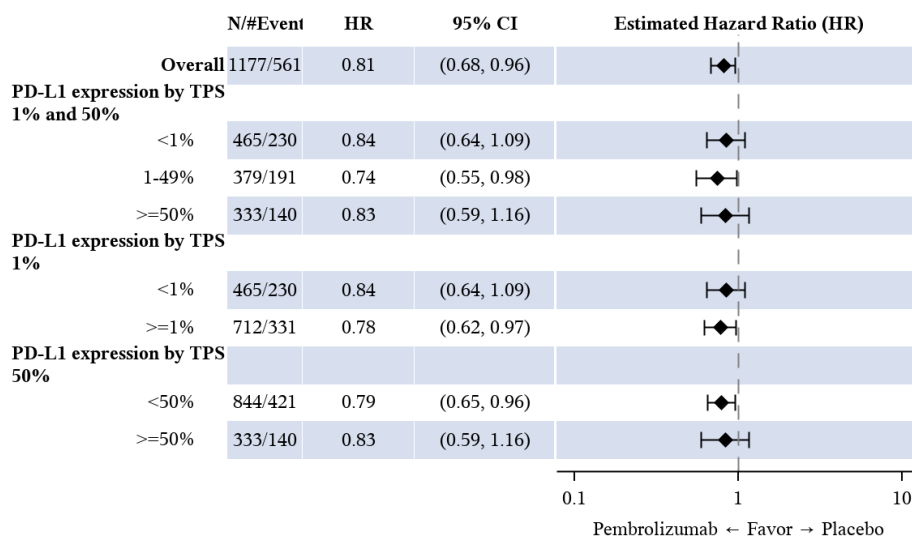 N/#Event HR 95% CI Estimated Hazard Ratio (HR)
Overall 1177/561 0.81 (0.68, 0.96)
PD-L1 expression by TPS
1% and 50%
<1% 465/230 0.84 (0.64, 1.09)
1-49% 379/191 0.74 (0.55, 0.98)
>=50% 333/140 0.83 (0.59, 1.16)
PD-L1 expression by TPS
1%
<1% 465/230 0.84 (0.64, 1.09)
>=1% 712/331 0.78 (0.62, 0.97)
PD-L1 expression by TPS
50%
<50% 844/421 0.79 (0.65, 0.96)
>=50% 333/140 0.83 (0.59, 1.16)
0.1 1 10
Pembrolizumab ← Favor → Placebo